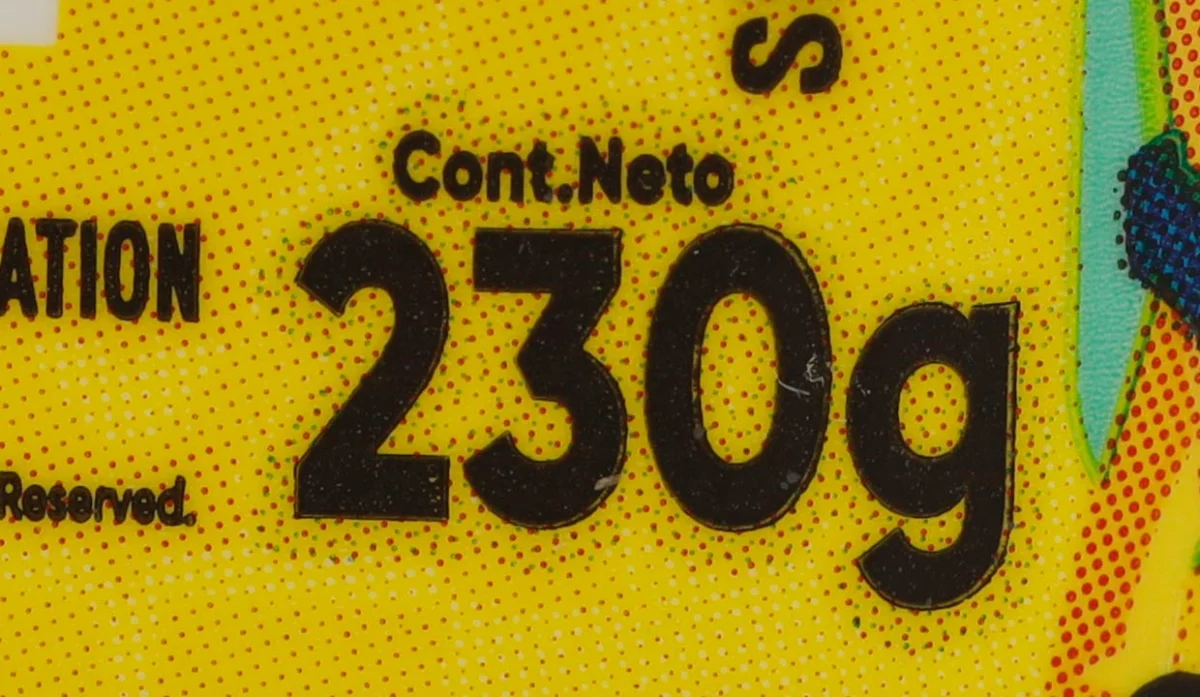 S
Cont.Neto
ATION
230g
Reserved.